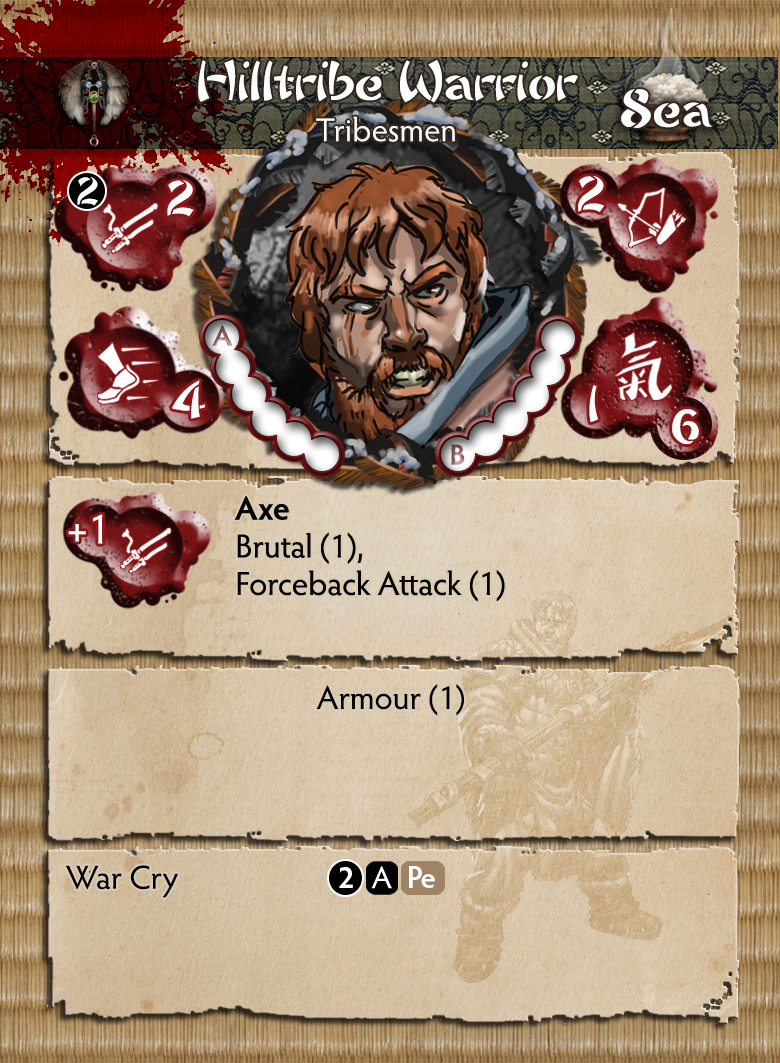 Hilltribe Warrior
8ea
Tribesmen
2 2
2
A
4
氣
1 6
B
+1
Axe
Brutal (1),
Forceback Attack (1)
Armour (1)
War Cry 2 A Pe